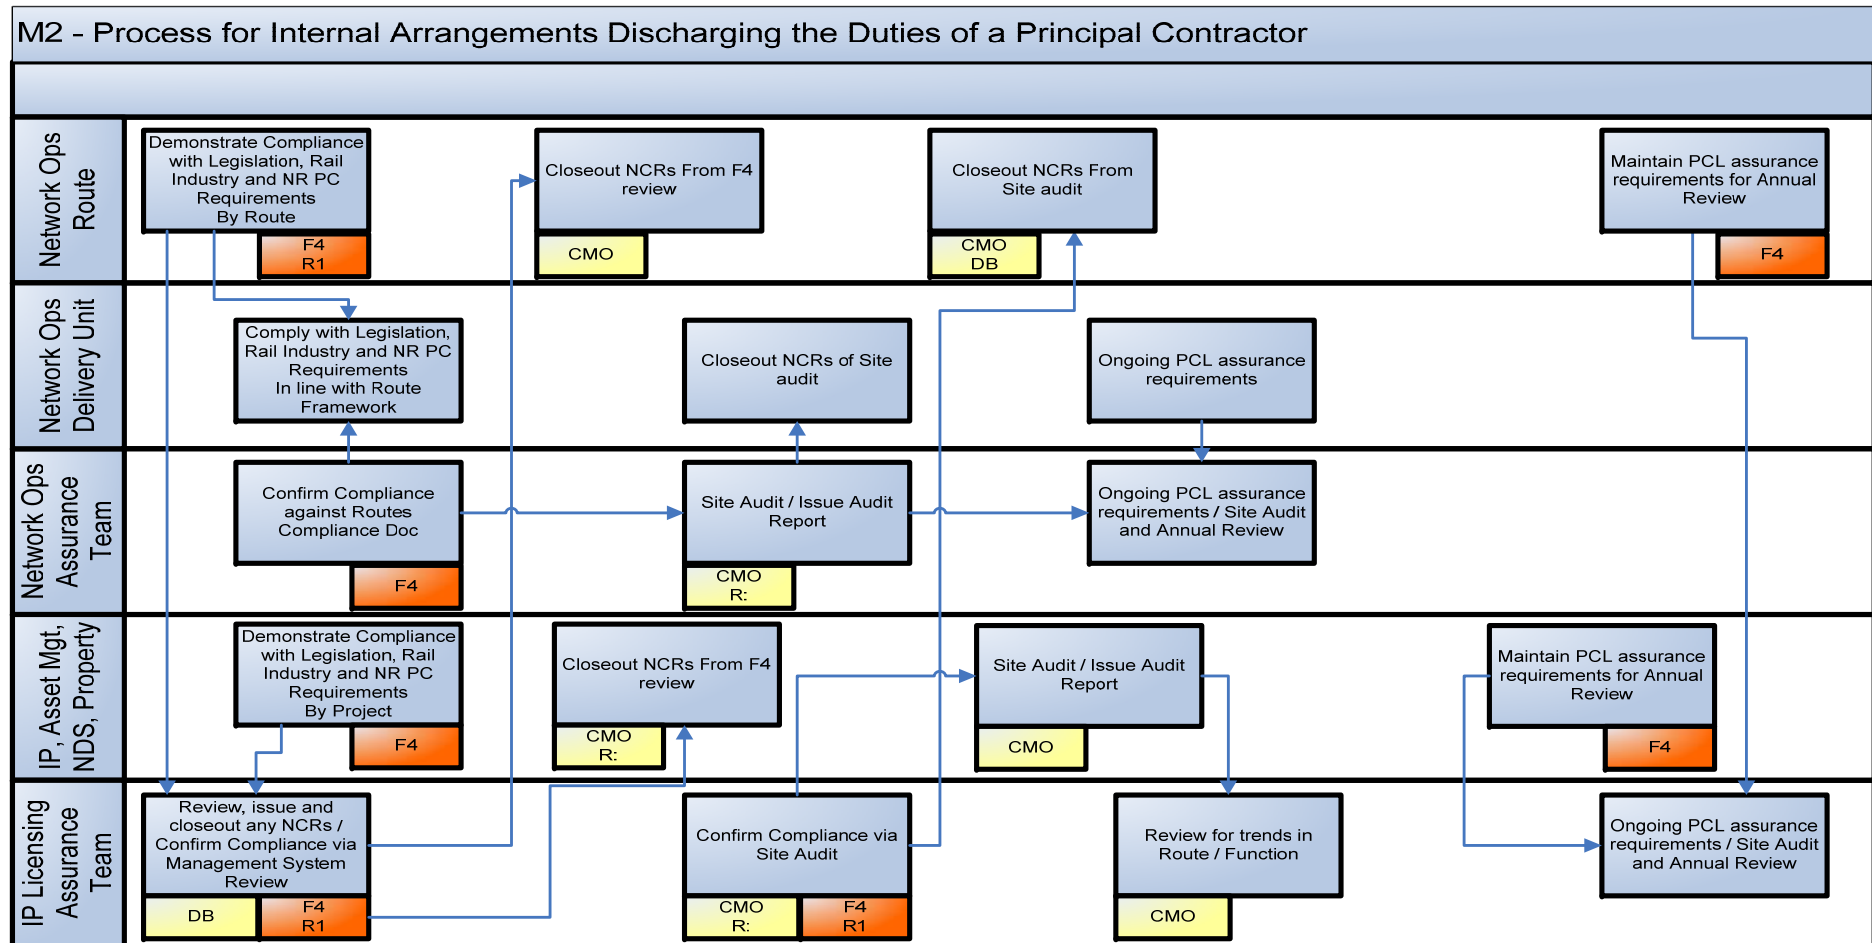 M2 - Process for Internal Arrangements Discharging the Duties of a Principal Contractor
Network Ops
Route
Demonstrate Compliance
with Legislation, Rail
Industry and NR PC
Requirements
By Route
F4
R1
Closeout NCRs From F4
review
CMO
Closeout NCRs From
Site audit
CMO
DB
Maintain PCL assurance
requirements for Annual
Review
F4
Network Ops
Delivery Unit
Comply with Legislation,
Rail Industry and NR PC
Requirements
In line with Route
Framework
Closeout NCRs of Site
audit
Ongoing PCL assurance
requirements
Network Ops
Assurance
Team
Confirm Compliance
against Routes
Compliance Doc
F4
Site Audit / Issue Audit
Report
CMO
R:
Ongoing PCL assurance
requirements / Site Audit
and Annual Review
IP, Asset Mgt,
NDS, Property
Demonstrate Compliance
with Legislation, Rail
Industry and NR PC
Requirements
By Project
F4
Closeout NCRs From F4
review
CMO
R:
Site Audit / Issue Audit
Report
CMO
Maintain PCL assurance
requirements for Annual
Review
F4
IP Licensing
Assurance
Team
Review, issue and
closeout any NCRs /
Confirm Compliance via
Management System
Review
DB
F4
R1
Confirm Compliance via
Site Audit
CMO
R:
F4
R1
Review for trends in
Route / Function
CMO
Ongoing PCL assurance
requirements / Site Audit
and Annual Review